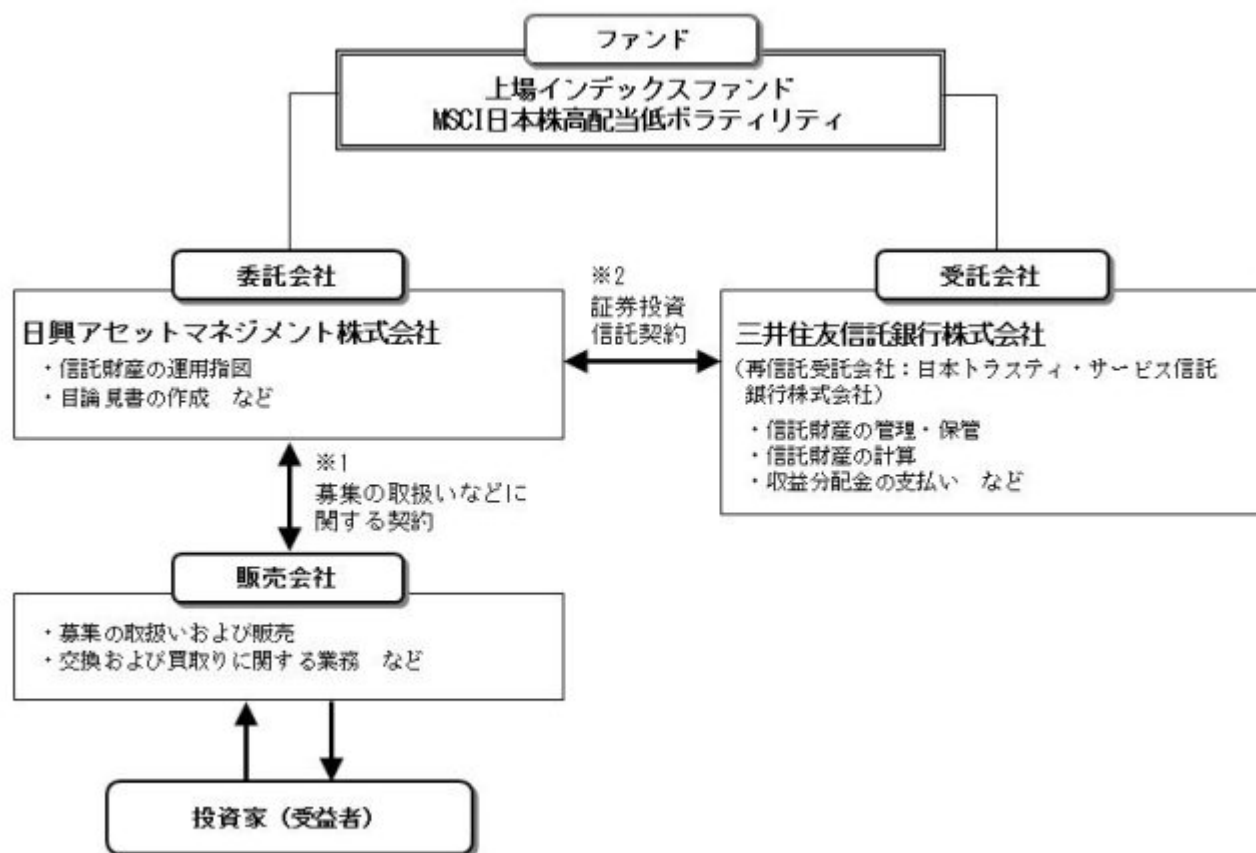 ファンド
上場インデックスファンド
MSCI日本株高配当低ボラティリティ
委託会社
日興アセットマネジメント株式会社
・信託財産の運用指図
・目論見書の作成　など
※2
証券投資
信託契約
受託会社
三井住友信託銀行株式会社
（再信託受託会社：日本トラスティ・サービス信託
銀行株式会社）
・信託財産の管理・保管
・信託財産の計算
・収益分配金の支払い　など
※1
募集の取扱いなどに
関する契約
販売会社
・募集の取扱いおよび販売
・交換および買取りに関する業務　など
投資家（受益者）